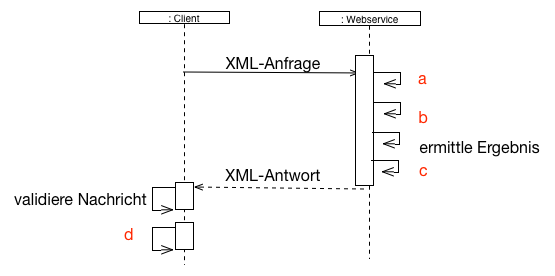 : Client
: Webservice
XML-Anfrage
a
b
ermittle Ergebnis
c
XML-Antwort
validiere Nachricht
d